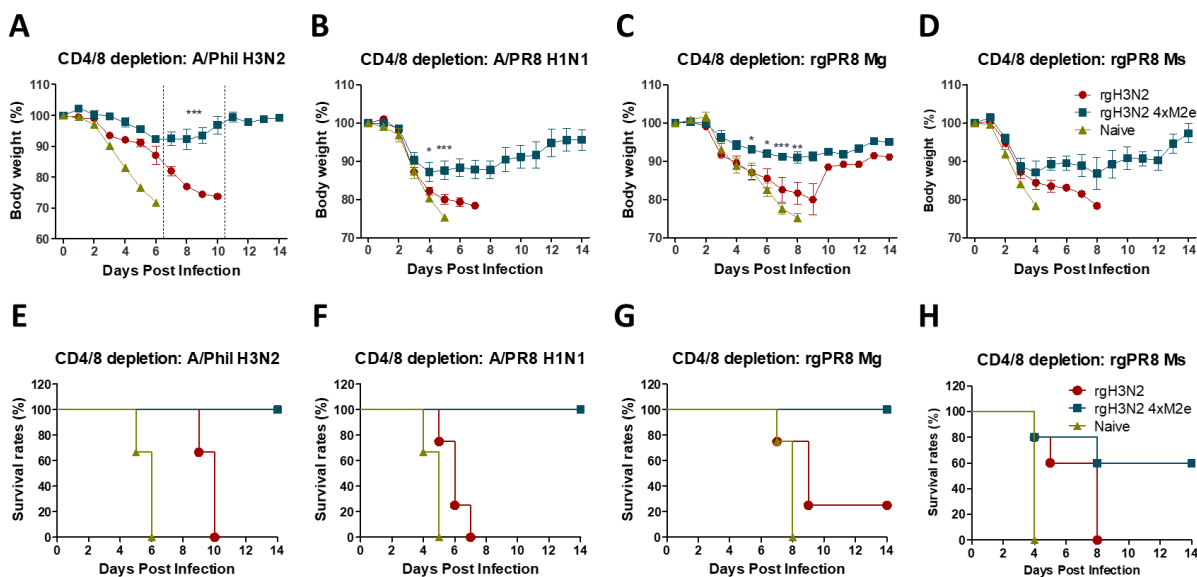 A
B
C
D
CD4/8 depletion: A/Phil H3N2
CD4/8 depletion: A/PR8 H1N1
CD4/8 depletion: rgPR8 Mg
CD4/8 depletion: rgPR8 Ms
Body weight (%)
110
100
90
80
70
60
***
0 2 4 6 8 10 12 14
Days Post Infection
Body weight (%)
110
100
90
80
70
* ***
0 2 4 6 8 10 12 14
Days Post Infection
Body weight (%)
110
100
90
80
70
* * *** **
0 2 4 6 8 10 12 14
Days Post Infection
Body weight (%)
110
100
90
80
70
rgH3N2
rgH3N2 4xM2e
Naive
0 2 4 6 8 10 12 14
Days Post Infection
E
F
G
H
CD4/8 depletion: A/Phil H3N2
CD4/8 depletion: A/PR8 H1N1
CD4/8 depletion: rgPR8 Mg
CD4/8 depletion: rgPR8 Ms
Survival rates (%)
120
100
80
60
40
20
0
0 2 4 6 8 10 12 14
Days Post Infection
Survival rates (%)
120
100
80
60
40
20
0
0 2 4 6 8 10 12 14
Days Post Infection
Survival rates (%)
120
100
80
60
40
20
0
0 2 4 6 8 10 12 14
Days Post Infection
Survival rates (%)
120
100
80
60
40
20
0
rgH3N2
rgH3N2 4xM2e
Naive
0 2 4 6 8 10 12 14
Days Post Infection